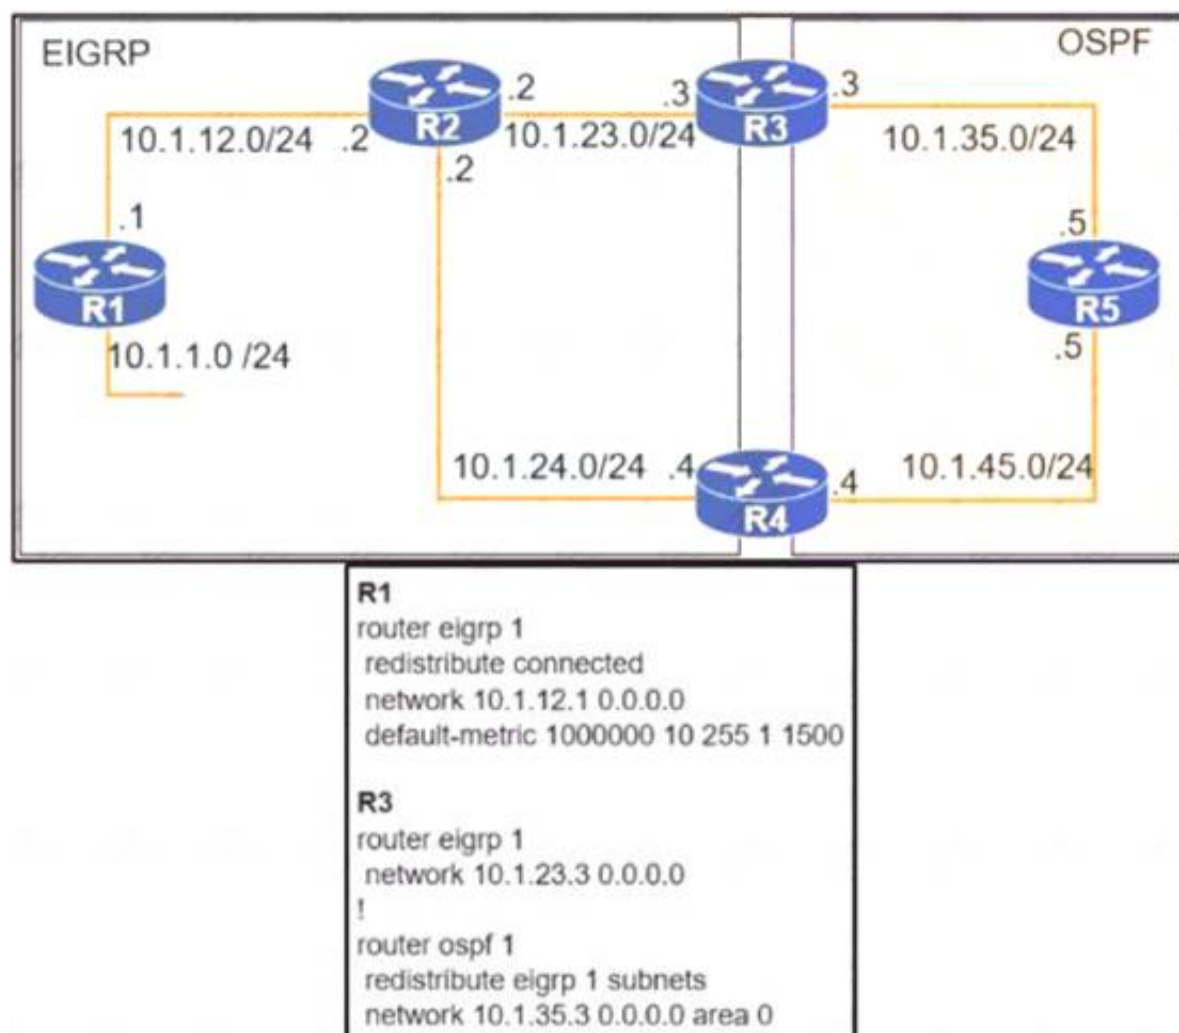 EIGRP
OSPF
.2
.3
R2
R3
.3
10.1.12.0/24
.2
10.1.23.0/24
10.1.35.0/24
.2
.1
.5
R1
R5
10.1.1.0 /24
.5
10.1.24.0/24
.4
10.1.45.0/24
.4
R4
R1
router eigrp 1
redistribute connected
network 10.1.12.1 0.0.0.0
default-metric 1000000 10 255 1 1500
R3
router eigrp 1
network 10.1.23.3 0.0.0.0
!
router ospf 1
redistribute eigrp 1 subnets
network 10.1.35.3 0.0.0.0 area 0